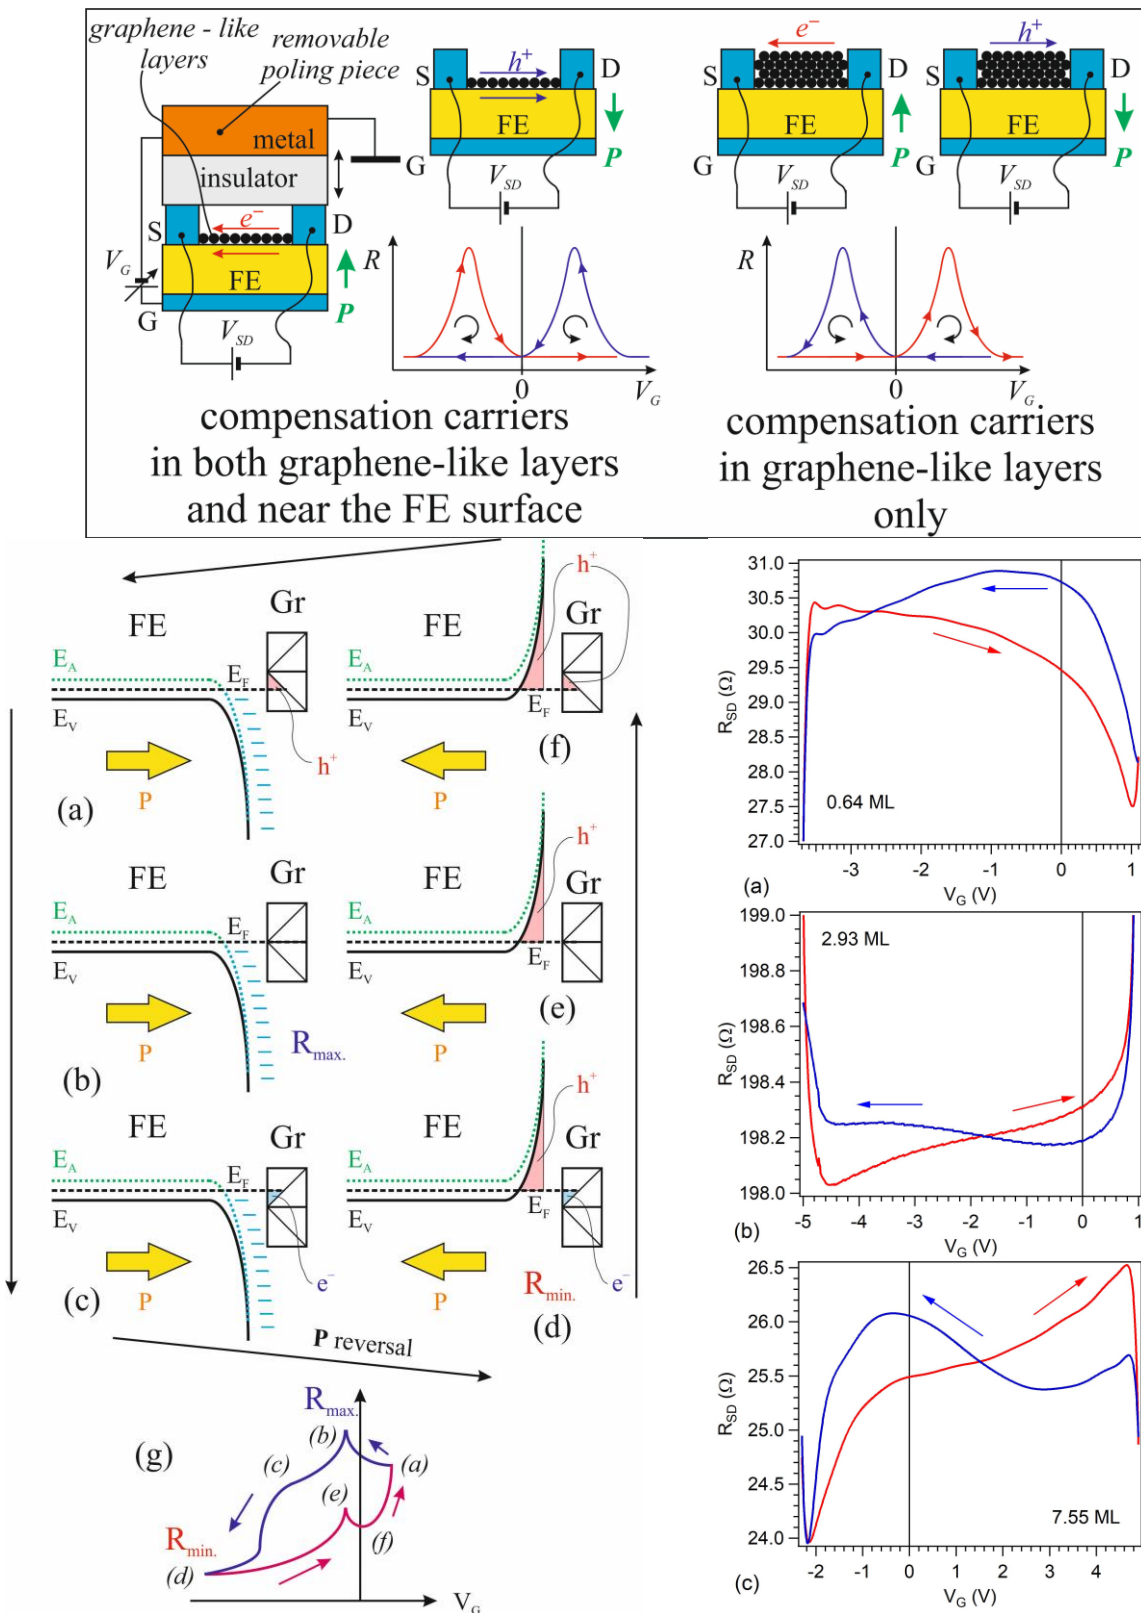 graphene - like
layers
removable
poling piece
metal
insulator
G
S
e⁻
D
V_G
FE
P
G
V_SD
S
h⁺
D
FE
P
V_SD
R
0
V_G
compensation carriers
in both graphene-like layers
and near the FE surface
e⁻
S
D
FE
P
G
V_SD
h⁺
S
D
FE
P
V_SD
R
0
V_G
compensation carriers
in graphene-like layers
only
FE
Gr
E_A
E_F
E_V
h⁺
P
(a)
h⁺
FE
Gr
E_A
E_F
E_V
P
(f)
FE
Gr
E_A
E_F
E_V
P
R_max.
(b)
h⁺
FE
Gr
E_A
E_F
E_V
P
(e)
FE
Gr
E_A
E_F
E_V
e⁻
P
(c)
h⁺
FE
Gr
E_A
E_F
E_V
e⁻
P
R_min.
(d)
P reversal
(g)
R_max.
(b)
(c)
(a)
(e)
(f)
R_min.
(d)
V_G
31.0
30.5
30.0
29.5
29.0
28.5
28.0
27.5
27.0
R_SD (Ω)
0.64 ML
-3 -2 -1 0 1
(a)
V_G (V)
199.0
198.8
198.6
198.4
198.2
198.0
R_SD (Ω)
2.93 ML
-5 -4 -3 -2 -1 0 1
(b)
V_G (V)
26.5
26.0
25.5
25.0
24.5
24.0
R_SD (Ω)
7.55 ML
-2 -1 0 1 2 3 4
(c)
V_G (V)